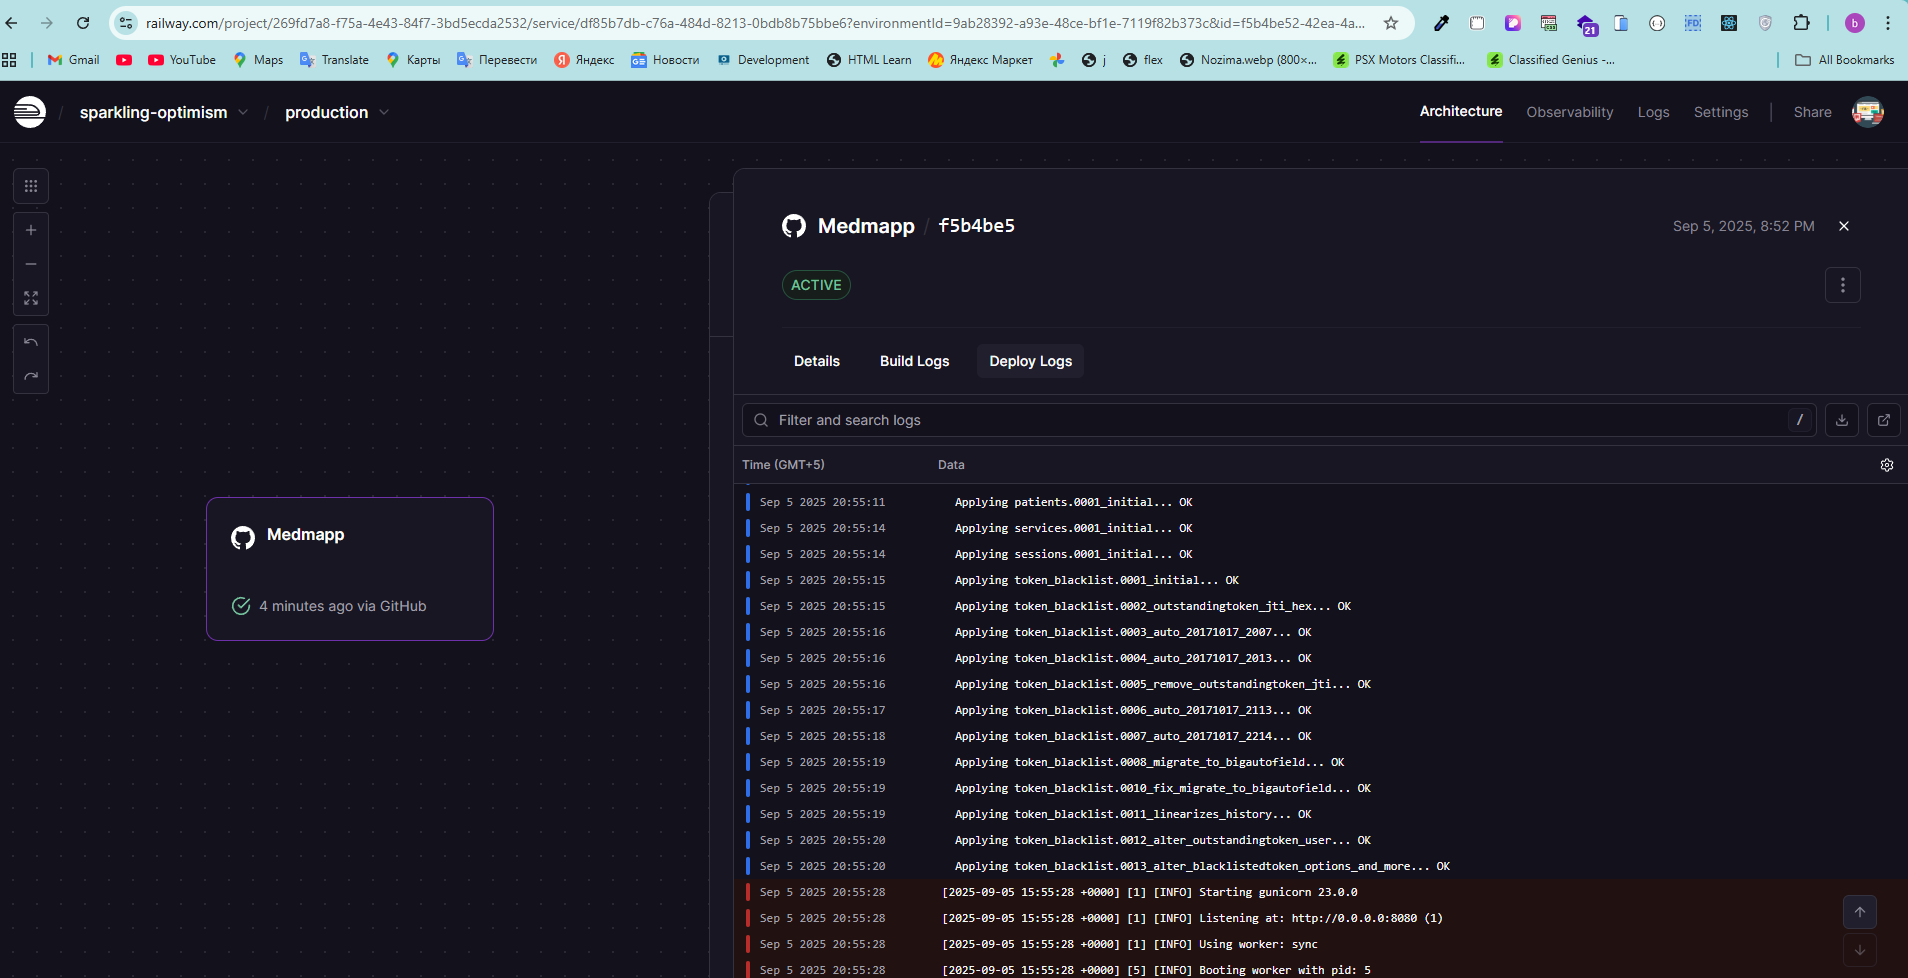 railway.com/project/269fd7a8-f75a-4e43-84f7-3bd5ecda2532/service/df85b7db-c76a-484d-8213-0bdb8b75bbe6?environmentId=9ab28392-a93e-48ce-bf1e-7119f82b373c&id=f5b4be52-42ea-4a...
21
b
Gmail
YouTube
Maps
Translate
Карты
Перевести
Яндекс
Новости
Development
HTML Learn
Яндекс Маркет
j
flex
Nozima.webp (800×...
PSX Motors Classifi...
Classified Genius -...
All Bookmarks
/ sparkling-optimism / production
Architecture
Observability
Logs
Settings
Share
Medmapp
4 minutes ago via GitHub
Medmapp / f5b4be5
Sep 5, 2025, 8:52 PM
ACTIVE
Details
Build Logs
Deploy Logs
Filter and search logs /
Time (GMT+5) Data
Sep 5 2025 20:55:11 Applying patients.0001_initial... OK
Sep 5 2025 20:55:14 Applying services.0001_initial... OK
Sep 5 2025 20:55:14 Applying sessions.0001_initial... OK
Sep 5 2025 20:55:15 Applying token_blacklist.0001_initial... OK
Sep 5 2025 20:55:15 Applying token_blacklist.0002_outstandingtoken_jti_hex... OK
Sep 5 2025 20:55:16 Applying token_blacklist.0003_auto_20171017_2007... OK
Sep 5 2025 20:55:16 Applying token_blacklist.0004_auto_20171017_2013... OK
Sep 5 2025 20:55:16 Applying token_blacklist.0005_remove_outstandingtoken_jti... OK
Sep 5 2025 20:55:17 Applying token_blacklist.0006_auto_20171017_2113... OK
Sep 5 2025 20:55:18 Applying token_blacklist.0007_auto_20171017_2214... OK
Sep 5 2025 20:55:19 Applying token_blacklist.0008_migrate_to_bigautofield... OK
Sep 5 2025 20:55:19 Applying token_blacklist.0010_fix_migrate_to_bigautofield... OK
Sep 5 2025 20:55:19 Applying token_blacklist.0011_linearizes_history... OK
Sep 5 2025 20:55:20 Applying token_blacklist.0012_alter_outstandingtoken_user... OK
Sep 5 2025 20:55:20 Applying token_blacklist.0013_alter_blacklistedtoken_options_and_more... OK
Sep 5 2025 20:55:28 [2025-09-05 15:55:28 +0000] [1] [INFO] Starting gunicorn 23.0.0
Sep 5 2025 20:55:28 [2025-09-05 15:55:28 +0000] [1] [INFO] Listening at: http://0.0.0.0:8080 (1)
Sep 5 2025 20:55:28 [2025-09-05 15:55:28 +0000] [1] [INFO] Using worker: sync
Sep 5 2025 20:55:28 [2025-09-05 15:55:28 +0000] [5] [INFO] Booting worker with pid: 5